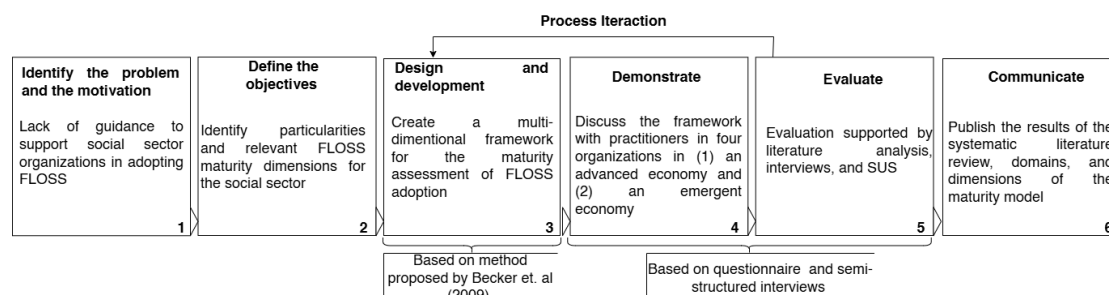 Process Iteraction
Identify the problem
and the motivation
Lack of guidance to
support social sector
organizations in adopting
FLOSS
1
Define the
objectives
Identify particularities
and relevant FLOSS
maturity dimensions for
the social sector
2
Design and
development
Create a multi-
dimentional framework
for the maturity
assessment of FLOSS
adoption
3
Demonstrate
Discuss the framework
with practitioners in four
organizations in (1) an
advanced economy and
(2) an emergent
economy
4
Evaluate
Evaluation supported by
literature analysis,
interviews, and SUS
5
Communicate
Publish the results of the
systematic literature
review, domains, and
dimensions of the
maturity model
6
Based on method
proposed by Becker et. al
(2009)
Based on questionnaire and semi-
structured interviews